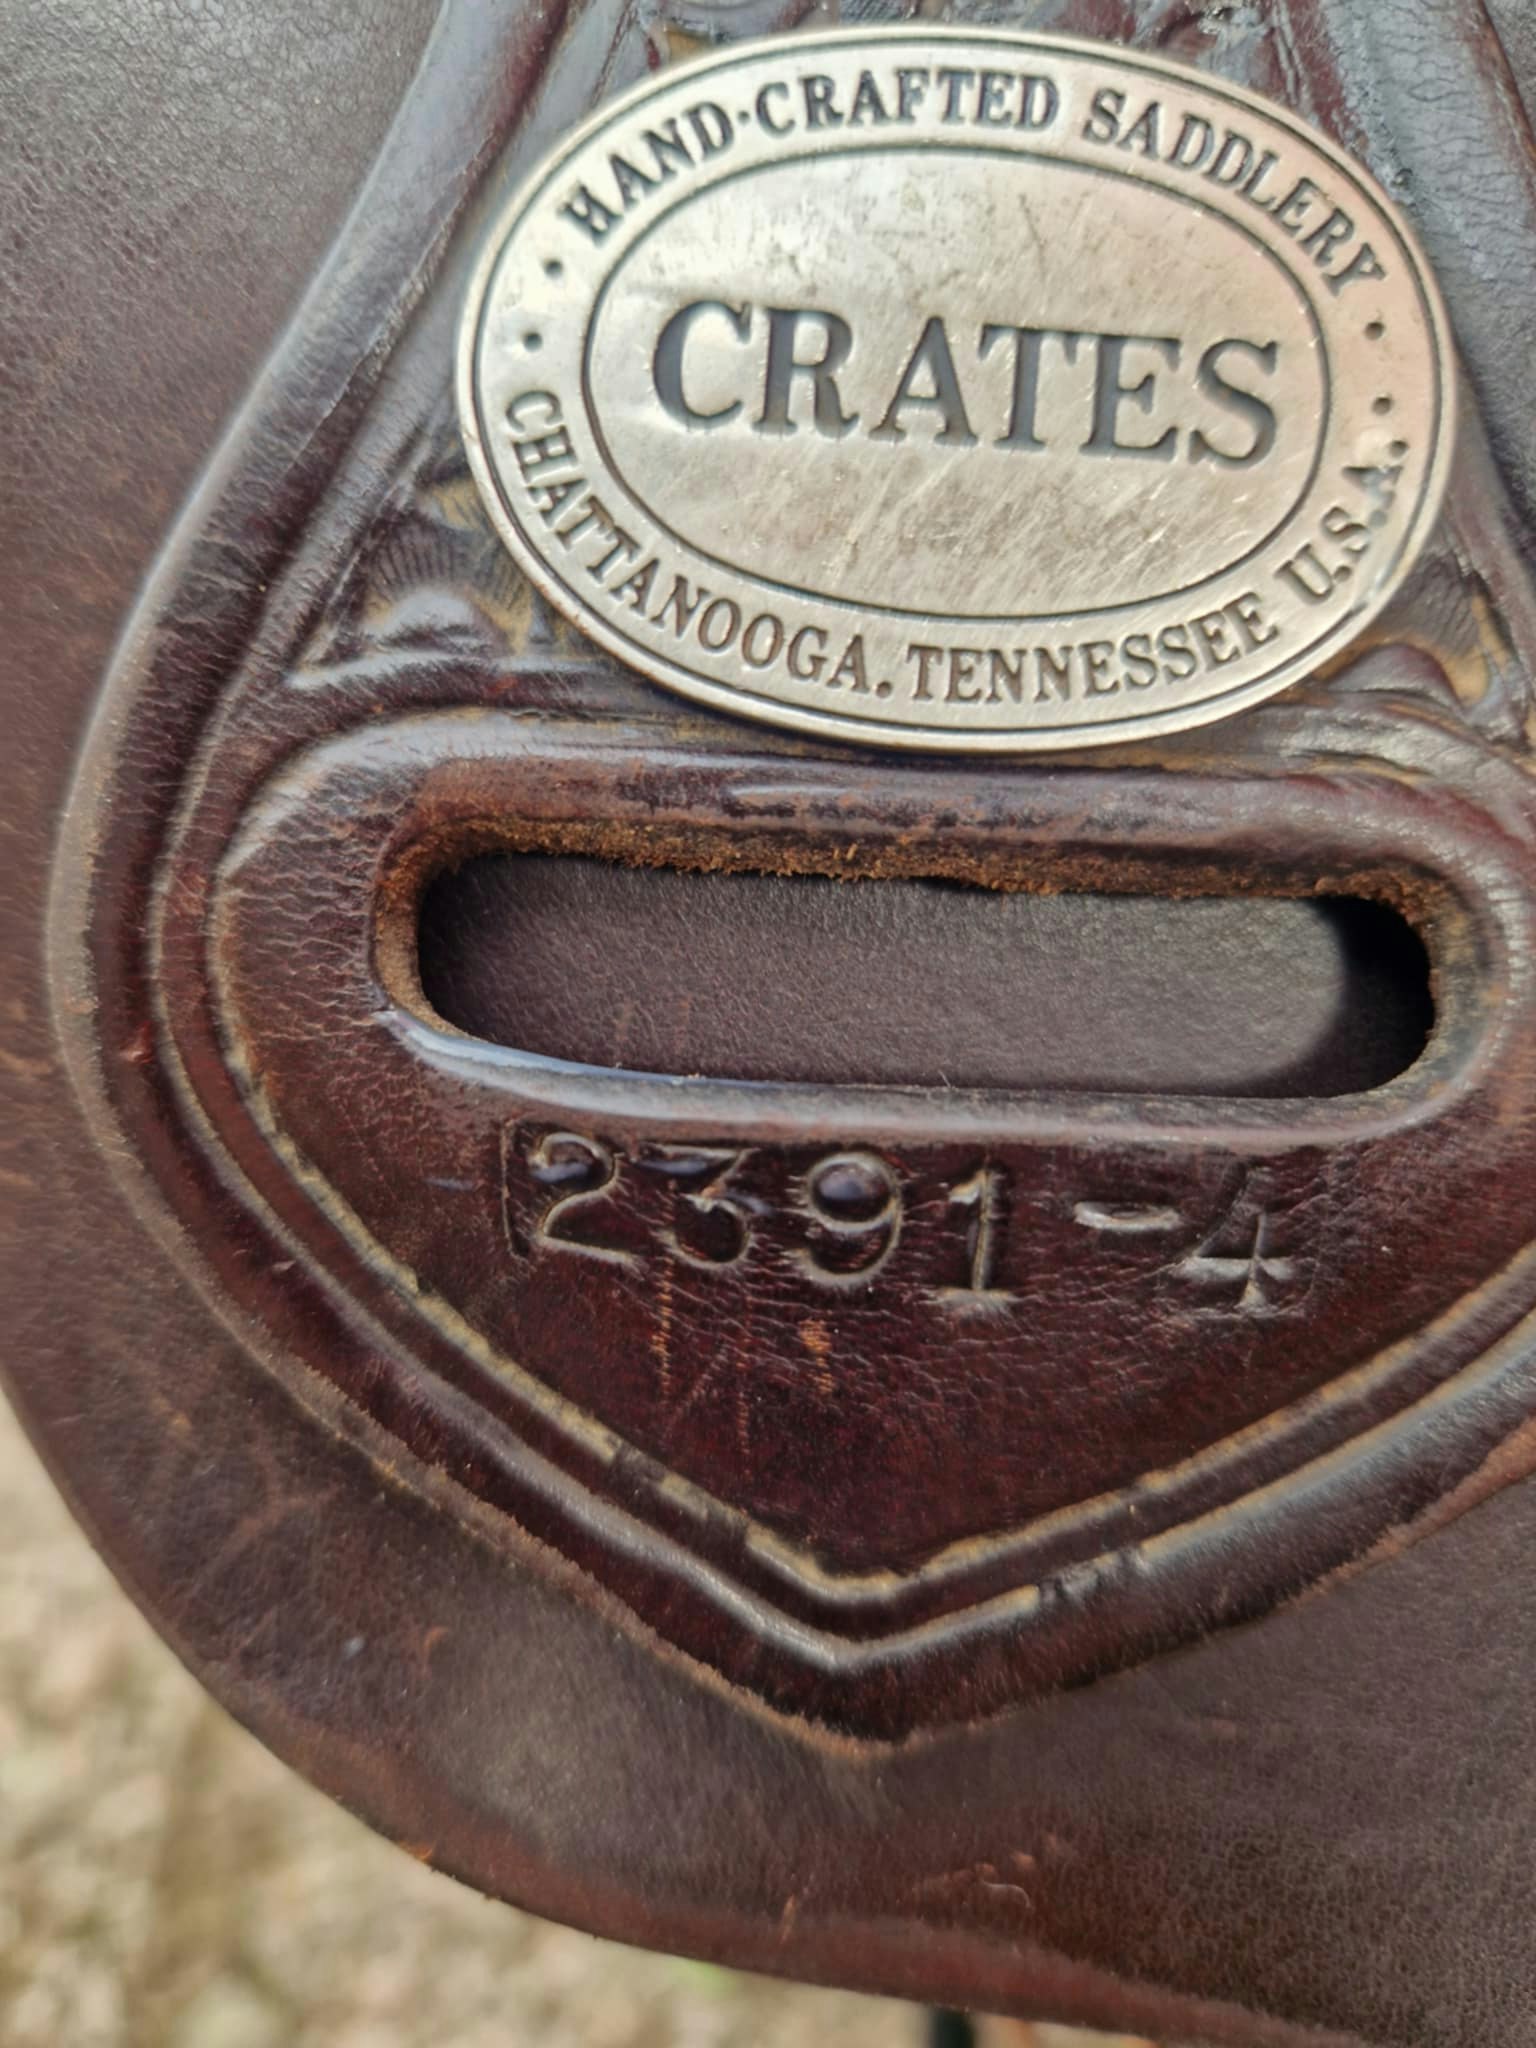 HAND·CRAFTED SADDLERY
CRATES
CHATTANOOGA. TENNESSEE U.S.A.
2391-4